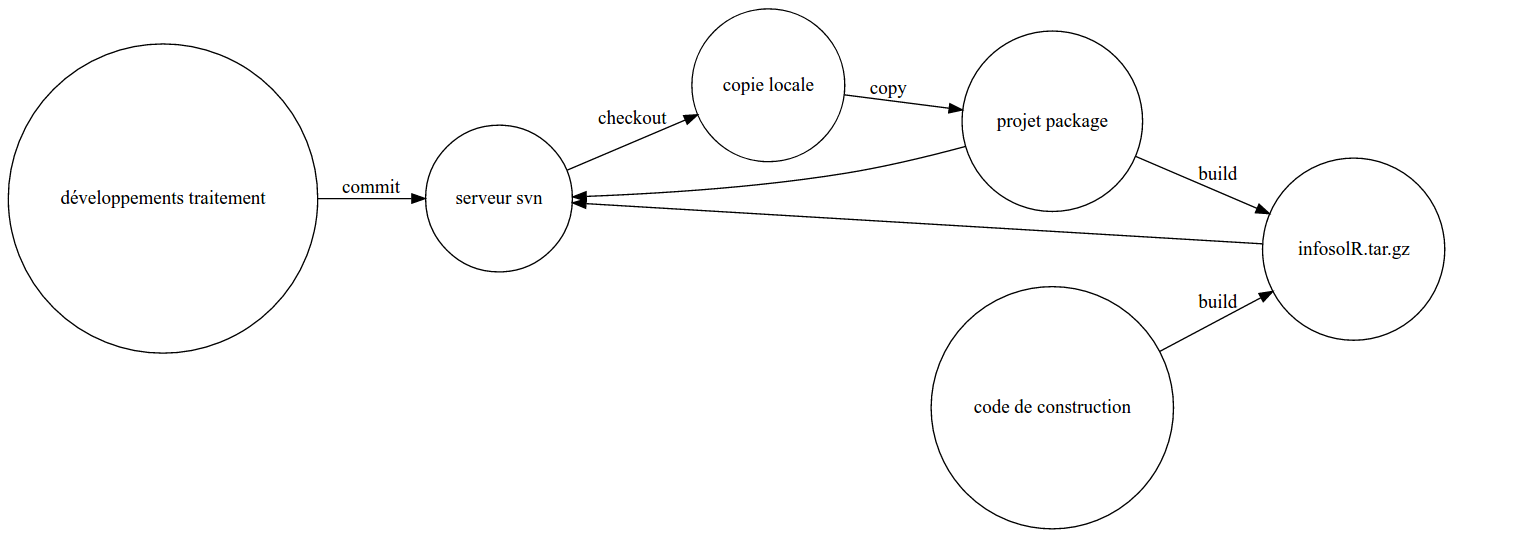 développements traitement
commit
serveur svn
checkout
copie locale
copy
projet package
build
infosolR.tar.gz
build
code de construction